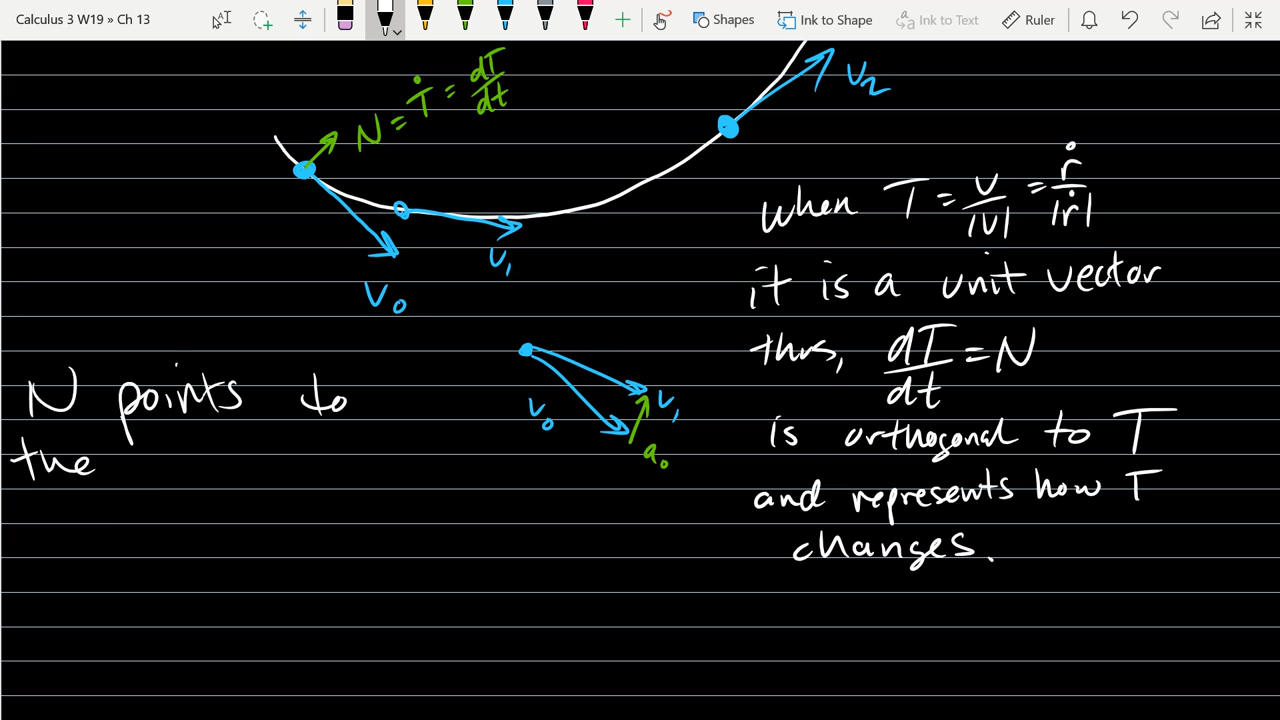 Calculus 3 W19 » Ch 13
Shapes
Ink to Shape
Ink to Text
Ruler
N = Ṫ = dT/dt
v₂
v₁
v₀
when T = v/|v| = ṙ/|ṙ|
it is a unit vector
thus, dT/dt = N
is orthogonal to T
and represents how T
changes.
N points to
the
v₀
v₁
a₀